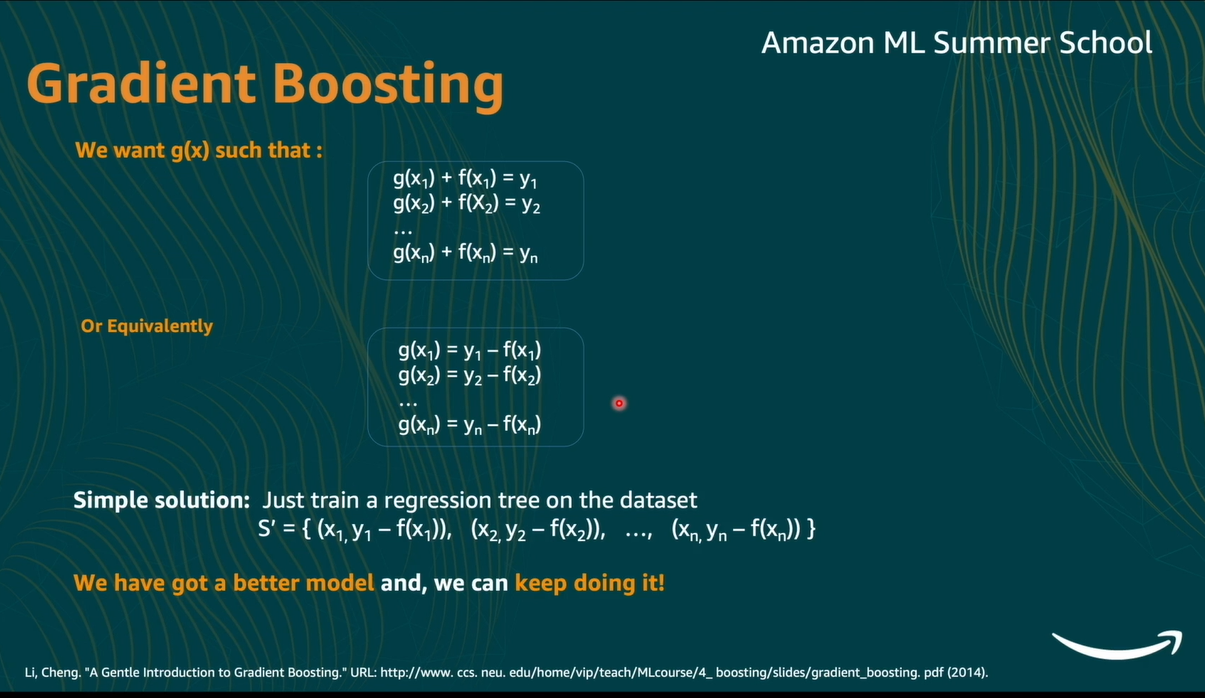 Amazon ML Summer School
Gradient Boosting
We want g(x) such that :
g(x₁) + f(x₁) = y₁
g(x₂) + f(X₂) = y₂
...
g(xₙ) + f(xₙ) = yₙ
Or Equivalently
g(x₁) = y₁ – f(x₁)
g(x₂) = y₂ – f(x₂)
...
g(xₙ) = yₙ – f(xₙ)
Simple solution: Just train a regression tree on the dataset
S′ = { (x₁, y₁ – f(x₁)), (x₂, y₂ – f(x₂)), ..., (xₙ, yₙ – f(xₙ)) }
We have got a better model and, we can keep doing it!
Li, Cheng. "A Gentle Introduction to Gradient Boosting." URL: http://www. ccs. neu. edu/home/vip/teach/MLcourse/4_ boosting/slides/gradient_boosting. pdf (2014).